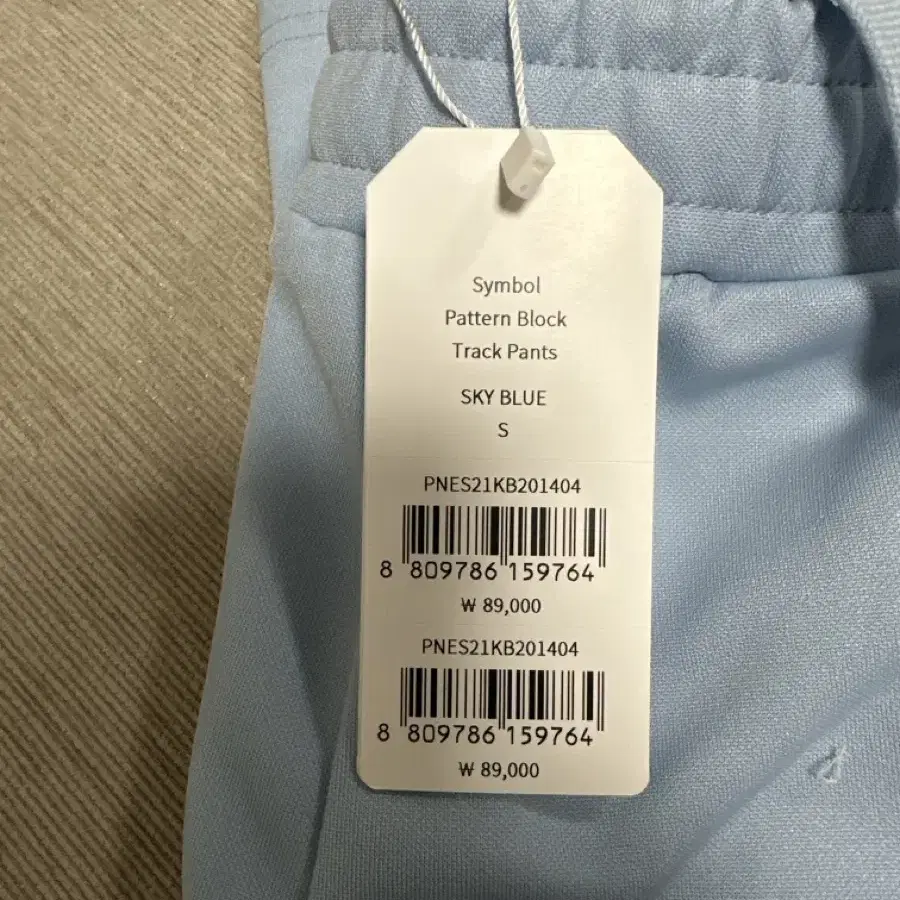 Symbol
Pattern Block
Track Pants
SKY BLUE
S
PNES21KB201404
8 809786 159764
₩ 89,000
PNES21KB201404
8 809786 159764
₩ 89,000